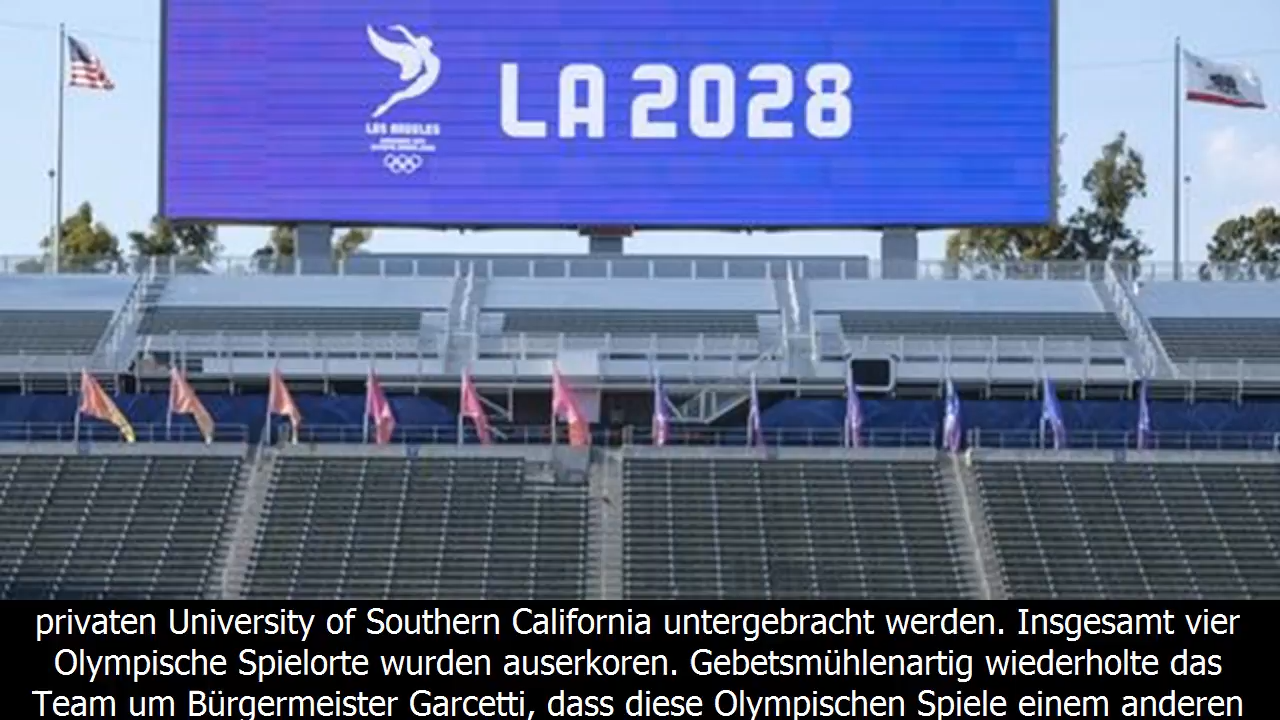 LA 2028
LOS ANGELES
privaten University of Southern California untergebracht werden. Insgesamt vier
Olympische Spielorte wurden auserkoren. Gebetsmühlenartig wiederholte das
Team um Bürgermeister Garcetti, dass diese Olympischen Spiele einem anderen